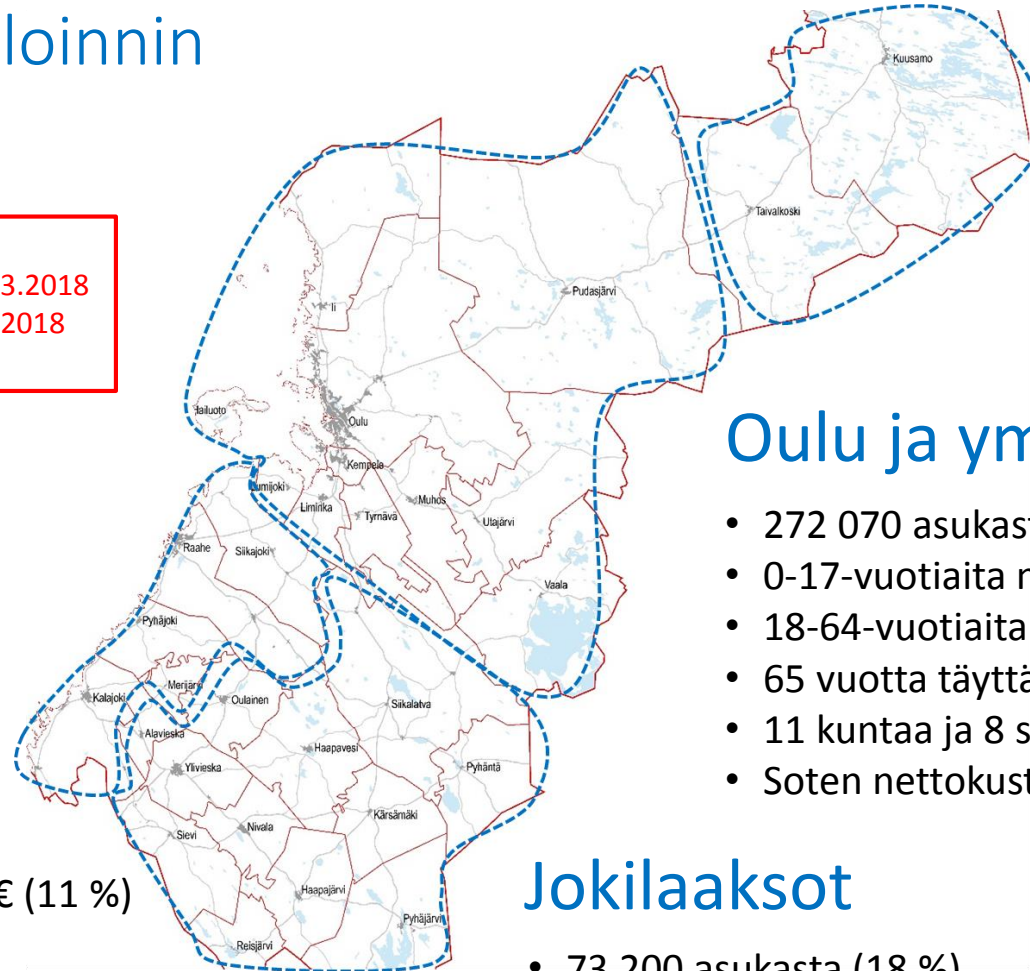 loinnin
3.2018
2018
Kuusamo
Taivalkoski
Pudasjärvi
Ii
Hailuoto
Oulu
Kempele
Lumijoki
Liminka
Tyrnävä
Muhos
Utajärvi
Vaala
Raahe
Siikajoki
Pyhäjoki
Kalajoki
Merijärvi
Oulainen
Siikalatva
Alavieska
Haapavesi
Ylivieska
Pyhäntä
Kärsämäki
Sievi
Nivala
Haapajärvi
Pyhäjärvi
Reisjärvi
Oulu ja ym
• 272 070 asukast
• 0-17-vuotiaita n
• 18-64-vuotiaita
• 65 vuotta täyttä
• 11 kuntaa ja 8 s
• Soten nettokust
€ (11 %)
Jokilaaksot
• 73 200 asukasta (18 %)